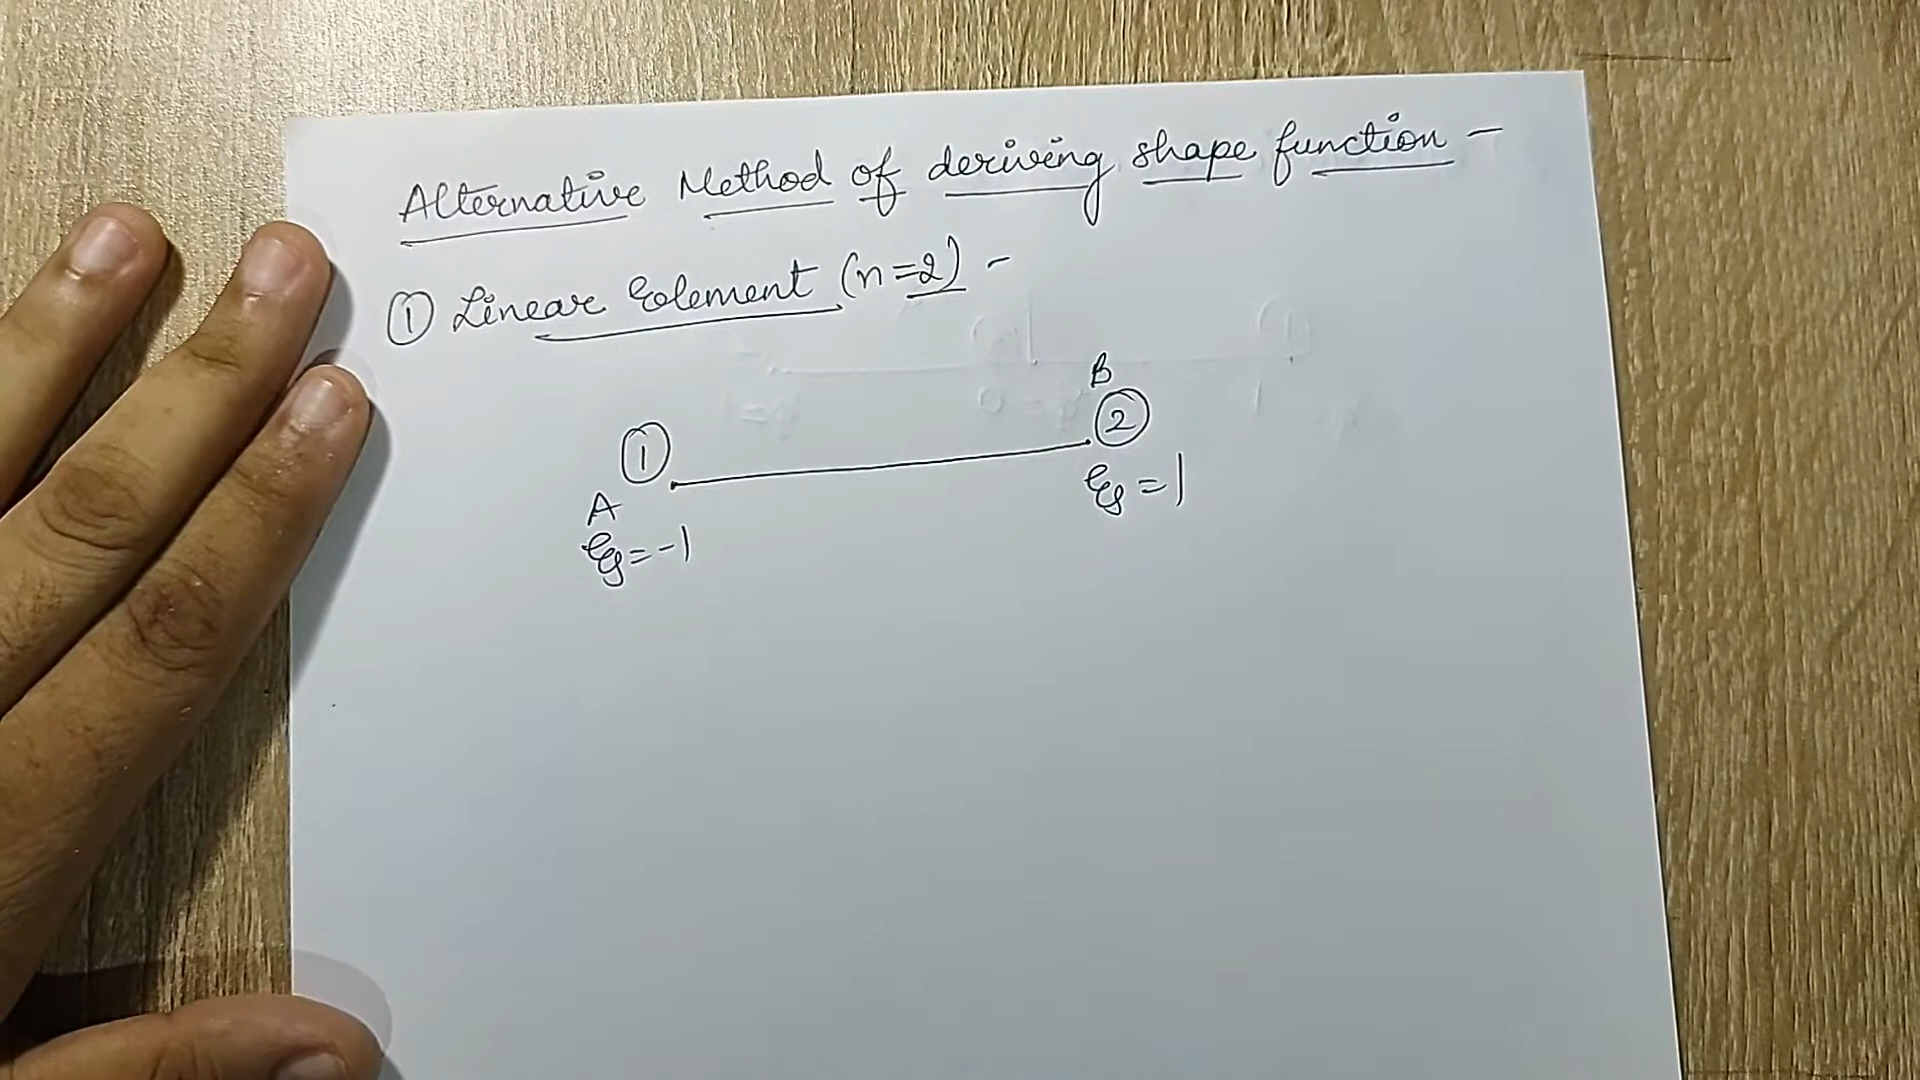 Alternative Method of deriving shape function -
① Linear Element (n=2) -
B
① ②
A ξ=1
ξ=-1